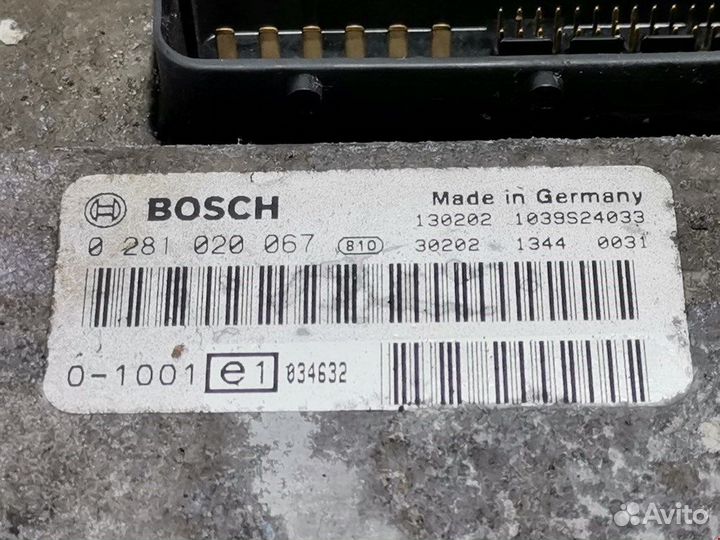 BOSCH
Made in Germany
130202 1039S24033
0 281 020 067 810 30202 1344 0031
0-1001 e1 034632
Avito